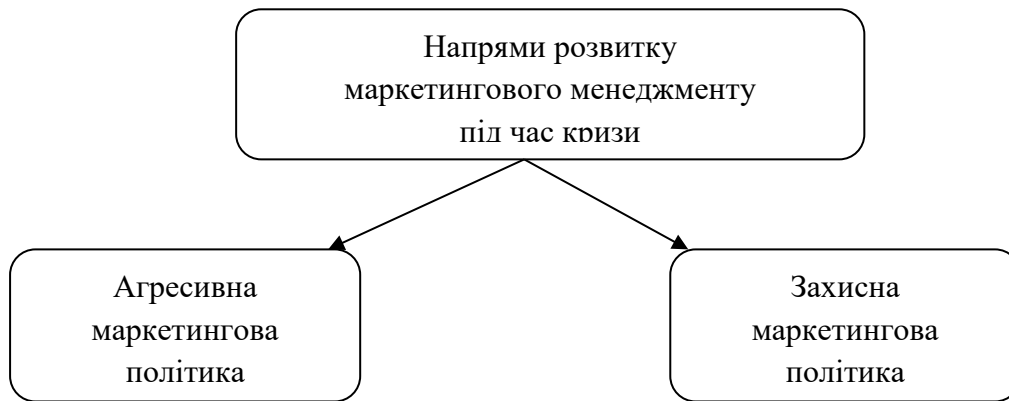 Напрями розвитку
маркетингового менеджменту
під час кризи
Агресивна
маркетингова
політика
Захисна
маркетингова
політика